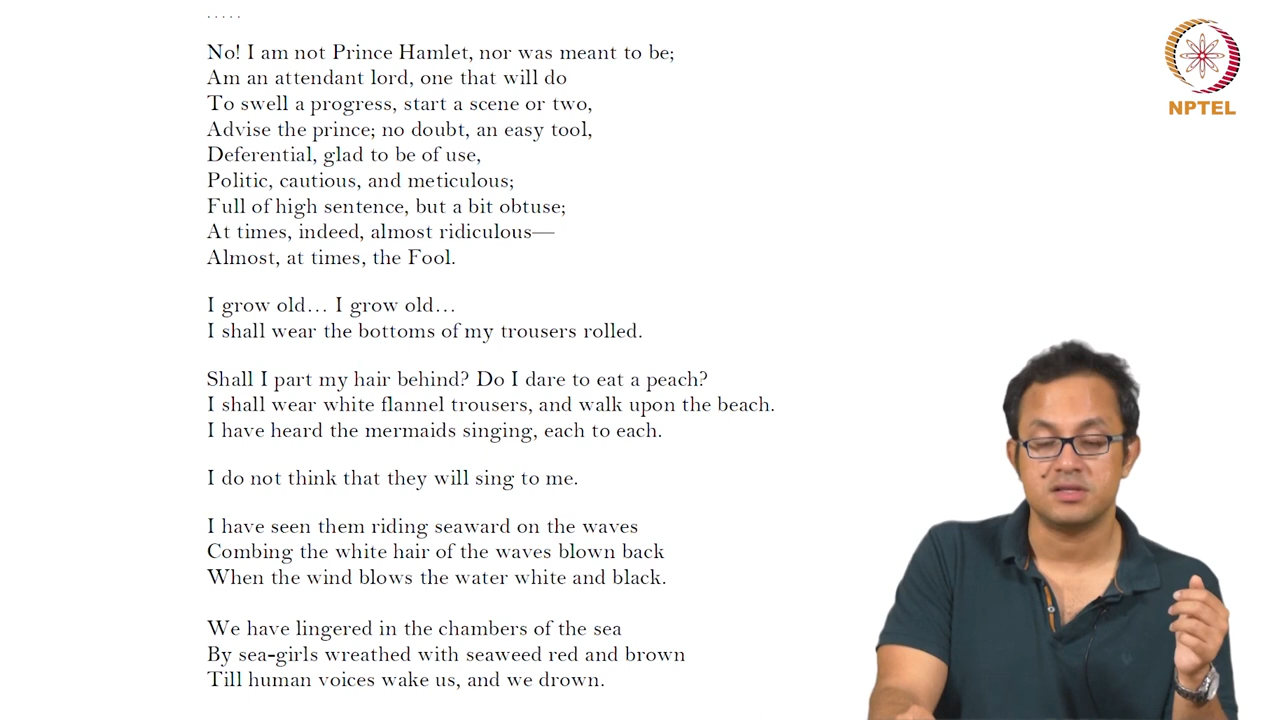 .....
No! I am not Prince Hamlet, nor was meant to be;
Am an attendant lord, one that will do
To swell a progress, start a scene or two,
Advise the prince; no doubt, an easy tool,
Deferential, glad to be of use,
Politic, cautious, and meticulous;
Full of high sentence, but a bit obtuse;
At times, indeed, almost ridiculous—
Almost, at times, the Fool.
I grow old… I grow old…
I shall wear the bottoms of my trousers rolled.
Shall I part my hair behind? Do I dare to eat a peach?
I shall wear white flannel trousers, and walk upon the beach.
I have heard the mermaids singing, each to each.
I do not think that they will sing to me.
I have seen them riding seaward on the waves
Combing the white hair of the waves blown back
When the wind blows the water white and black.
We have lingered in the chambers of the sea
By sea-girls wreathed with seaweed red and brown
Till human voices wake us, and we drown.
NPTEL